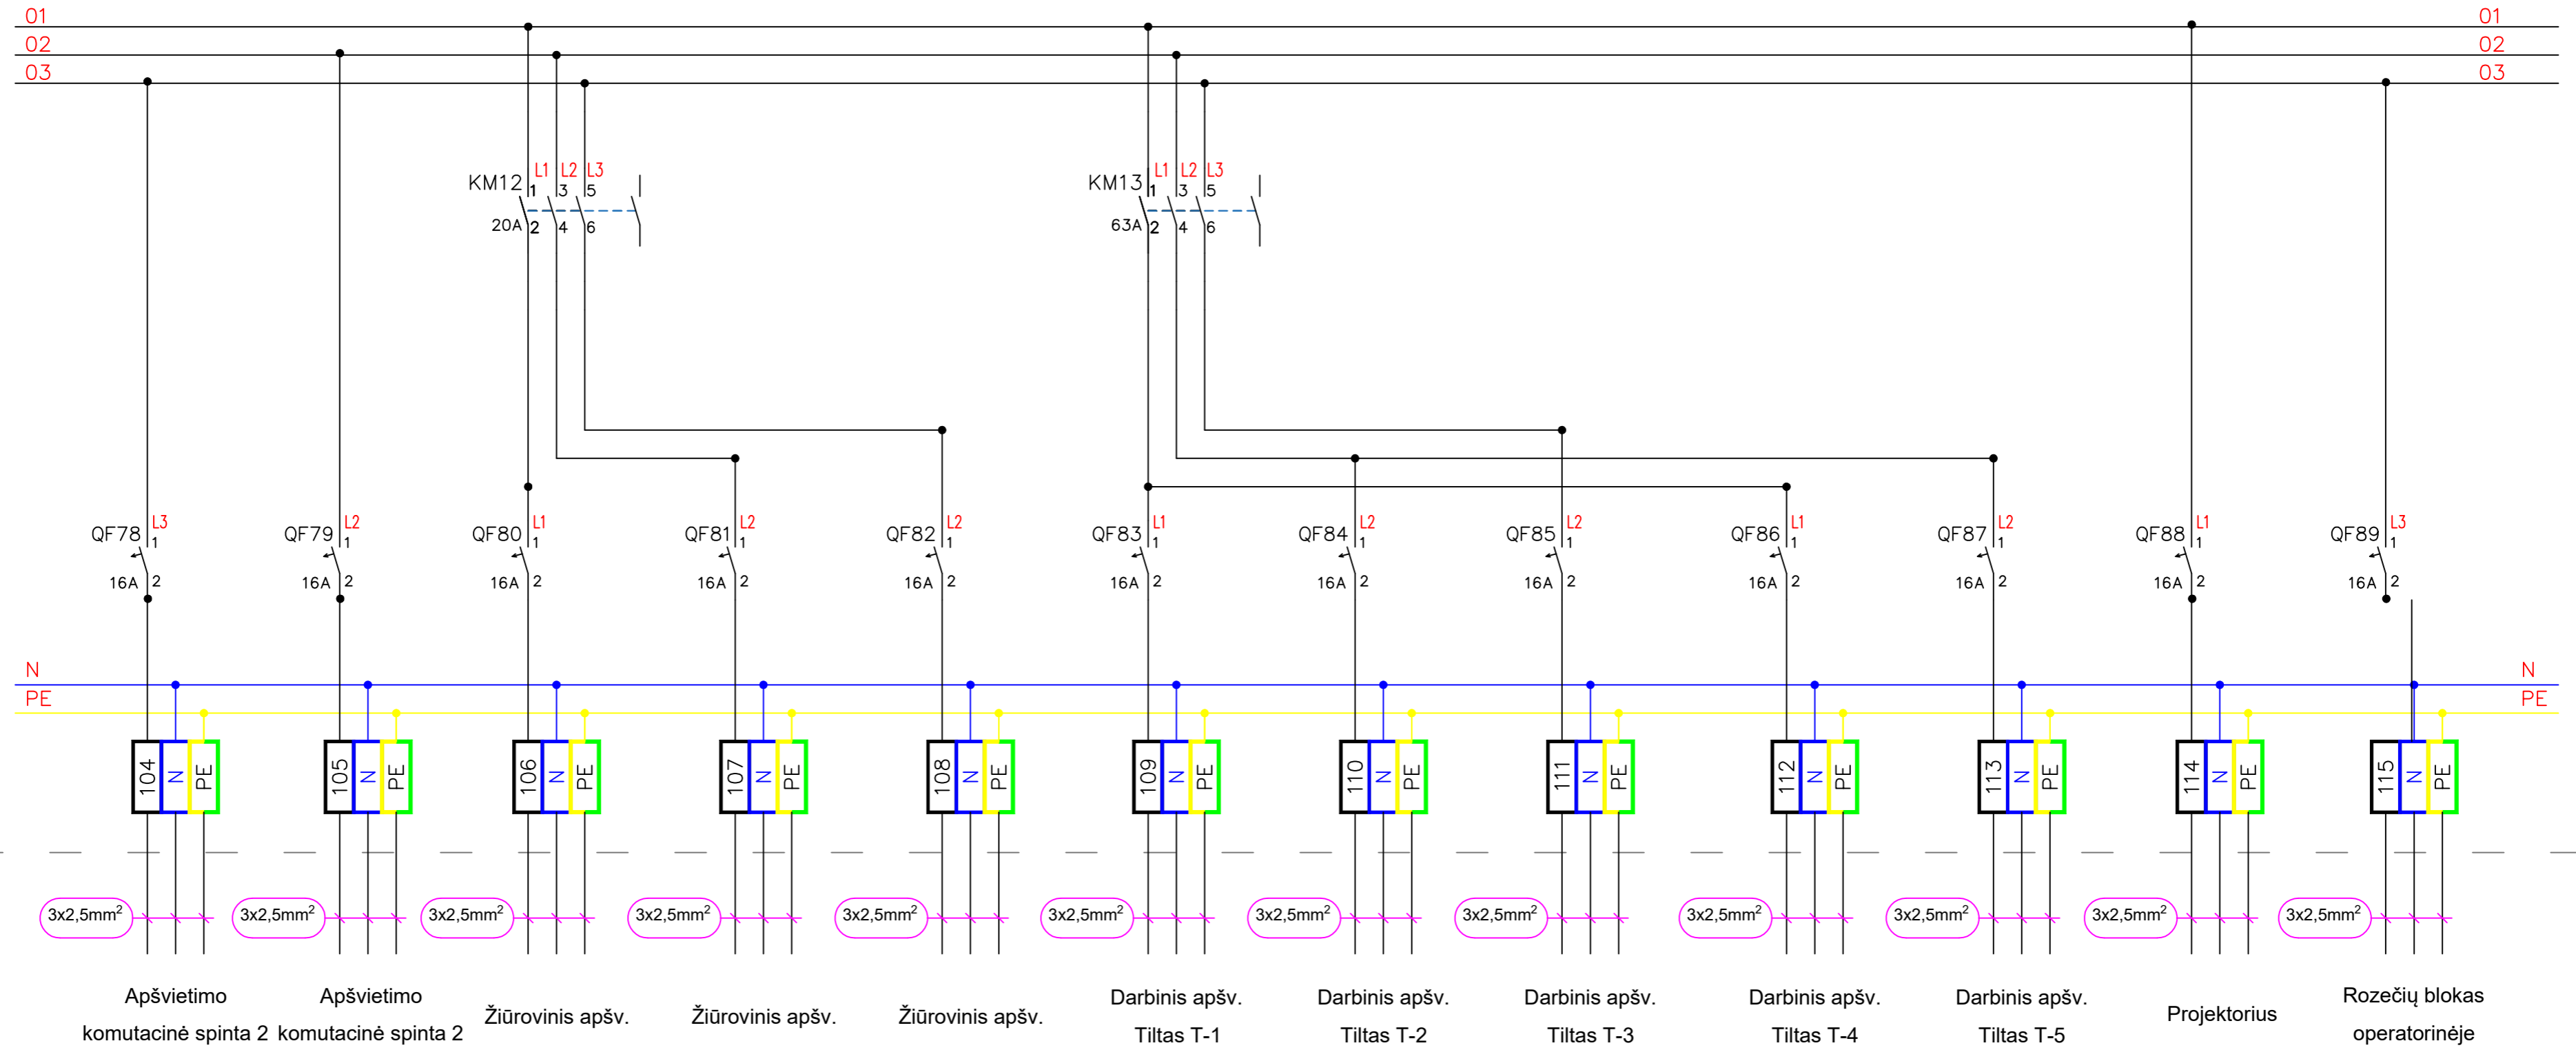 01 01
02 02
03 03
KM12 L1 L2 L3
1 3 5
20A 2 4 6
KM13 L1 L2 L3
1 3 5
63A 2 4 6
QF78 L3 1
16A 2
QF79 L2 1
16A 2
QF80 L1 1
16A 2
QF81 L2 1
16A 2
QF82 L2 1
16A 2
QF83 L1 1
16A 2
QF84 L2 1
16A 2
QF85 L2 1
16A 2
QF86 L1 1
16A 2
QF87 L2 1
16A 2
QF88 L1 1
16A 2
QF89 L3 1
16A 2
N N
PE PE
104 N PE
105 N PE
106 N PE
107 N PE
108 N PE
109 N PE
110 N PE
111 N PE
112 N PE
113 N PE
114 N PE
115 N PE
3x2,5mm²
3x2,5mm²
3x2,5mm²
3x2,5mm²
3x2,5mm²
3x2,5mm²
3x2,5mm²
3x2,5mm²
3x2,5mm²
3x2,5mm²
3x2,5mm²
3x2,5mm²
Apšvietimo
komutacinė spinta 2
Apšvietimo
komutacinė spinta 2
Žiūrovinis apšv.
Žiūrovinis apšv.
Žiūrovinis apšv.
Darbinis apšv.
Tiltas T-1
Darbinis apšv.
Tiltas T-2
Darbinis apšv.
Tiltas T-3
Darbinis apšv.
Tiltas T-4
Darbinis apšv.
Tiltas T-5
Projektorius
Rozečių blokas
operatorinėje